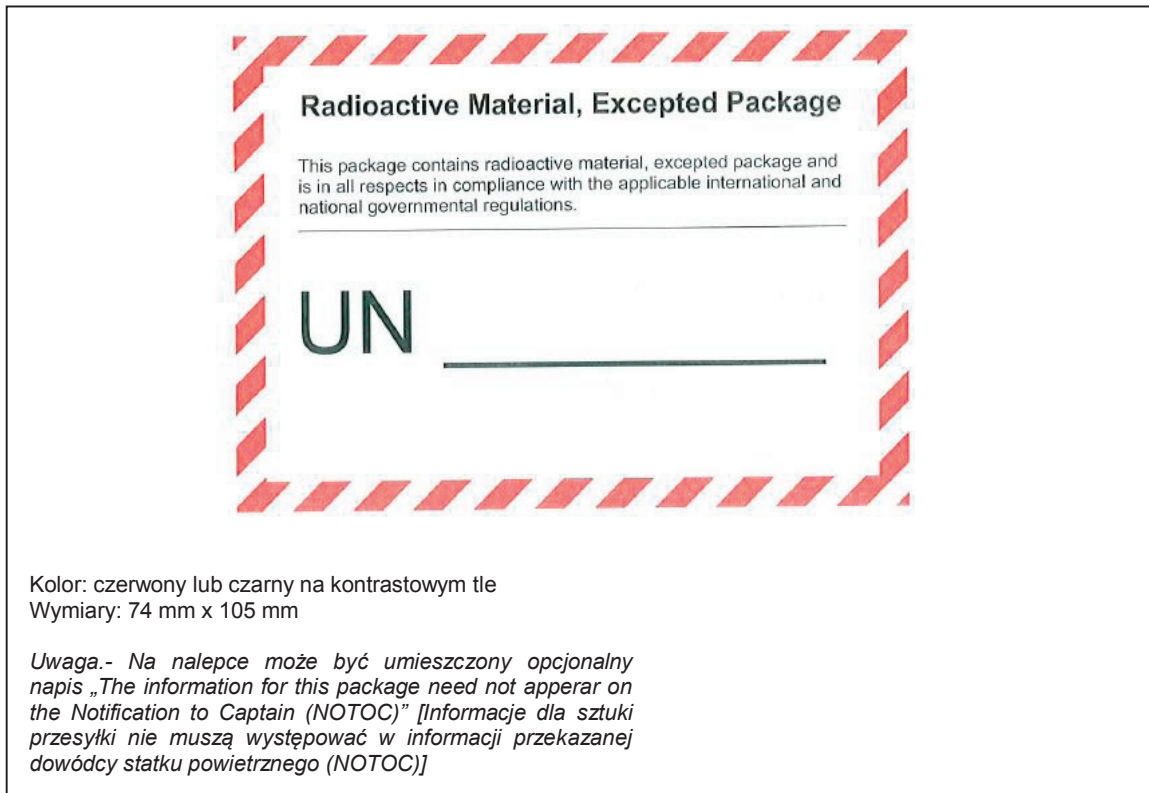 Radioactive Material, Excepted Package
This package contains radioactive material, excepted package and
is in all respects in compliance with the applicable international and
national governmental regulations.
UN
Kolor: czerwony lub czarny na kontrastowym tle
Wymiary: 74 mm x 105 mm
Uwaga.- Na nalepce może być umieszczony opcjonalny
napis „The information for this package need not apperar on
the Notification to Captain (NOTOC)” [Informacje dla sztuki
przesyłki nie muszą występować w informacji przekazanej
dowódcy statku powietrznego (NOTOC)]